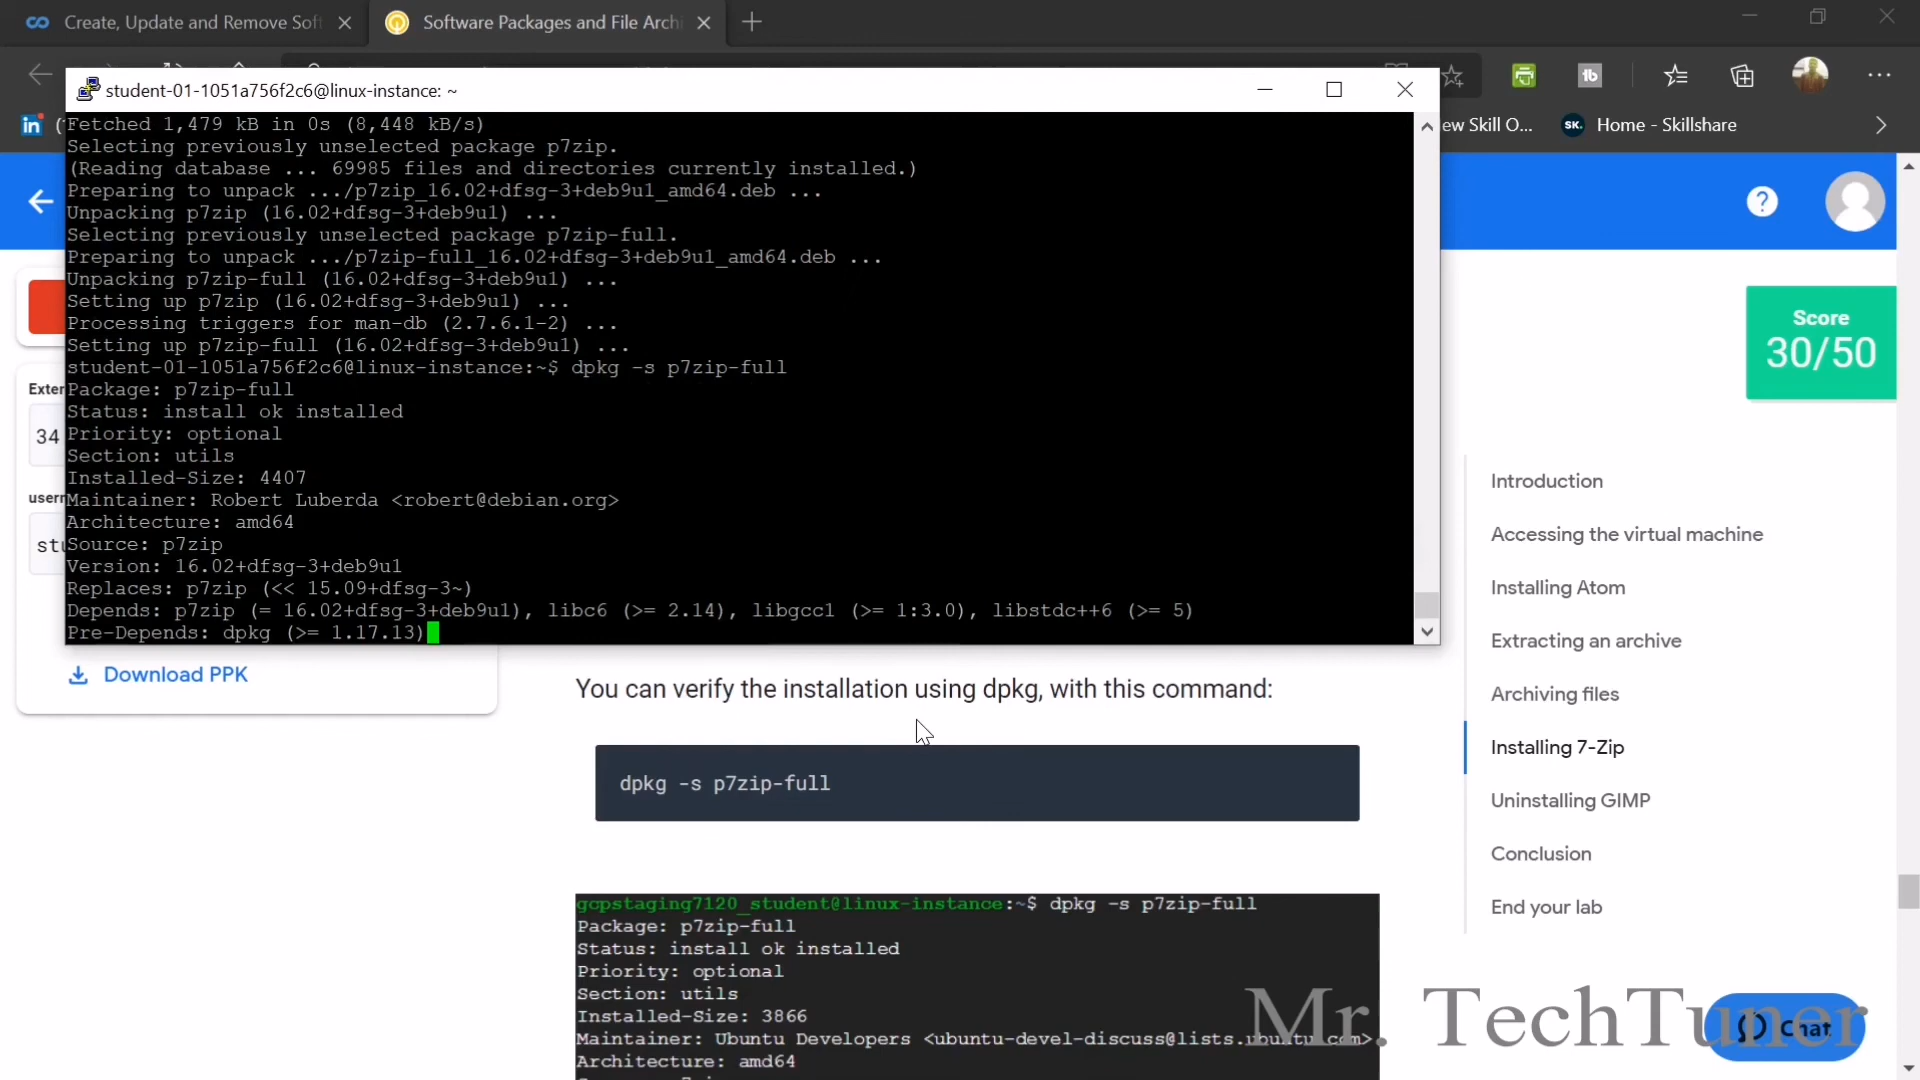 Create, Update and Remove Soft
Software Packages and File Archi
student-01-1051a756f2c6@linux-instance: ~
ew Skill O...
SK.
Home - Skillshare
in
tb
Fetched 1,479 kB in 0s (8,448 kB/s)
Selecting previously unselected package p7zip.
(Reading database ... 69985 files and directories currently installed.)
Preparing to unpack .../p7zip_16.02+dfsg-3+deb9u1_amd64.deb ...
Unpacking p7zip (16.02+dfsg-3+deb9u1) ...
Selecting previously unselected package p7zip-full.
Preparing to unpack .../p7zip-full_16.02+dfsg-3+deb9u1_amd64.deb ...
Unpacking p7zip-full (16.02+dfsg-3+deb9u1) ...
Setting up p7zip (16.02+dfsg-3+deb9u1) ...
Processing triggers for man-db (2.7.6.1-2) ...
Setting up p7zip-full (16.02+dfsg-3+deb9u1) ...
student-01-1051a756f2c6@linux-instance:~$ dpkg -s p7zip-full
Package: p7zip-full
Status: install ok installed
Priority: optional
Section: utils
Installed-Size: 4407
Maintainer: Robert Luberda <robert@debian.org>
Architecture: amd64
Source: p7zip
Version: 16.02+dfsg-3+deb9u1
Replaces: p7zip (<< 15.09+dfsg-3~)
Depends: p7zip (= 16.02+dfsg-3+deb9u1), libc6 (>= 2.14), libgcc1 (>= 1:3.0), libstdc++6 (>= 5)
Pre-Depends: dpkg (>= 1.17.13)
Exter
34
usern
stu
Download PPK
You can verify the installation using dpkg, with this command:
dpkg -s p7zip-full
gcpstaging7120_student@linux-instance:~$ dpkg -s p7zip-full
Package: p7zip-full
Status: install ok installed
Priority: optional
Section: utils
Installed-Size: 3866
Maintainer: Ubuntu Developers <ubuntu-devel-discuss@lists.ubuntu.com>
Architecture: amd64
?
Score
30/50
Introduction
Accessing the virtual machine
Installing Atom
Extracting an archive
Archiving files
Installing 7-Zip
Uninstalling GIMP
Conclusion
End your lab
Chat
Mr. TechTuner